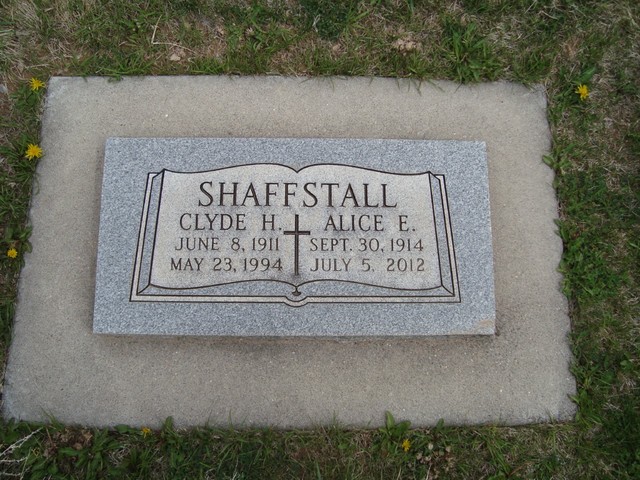 SHAFFSTALL
CLYDE H. ALICE E.
JUNE 8, 1911 SEPT. 30, 1914
MAY 23, 1994 JULY 5, 2012